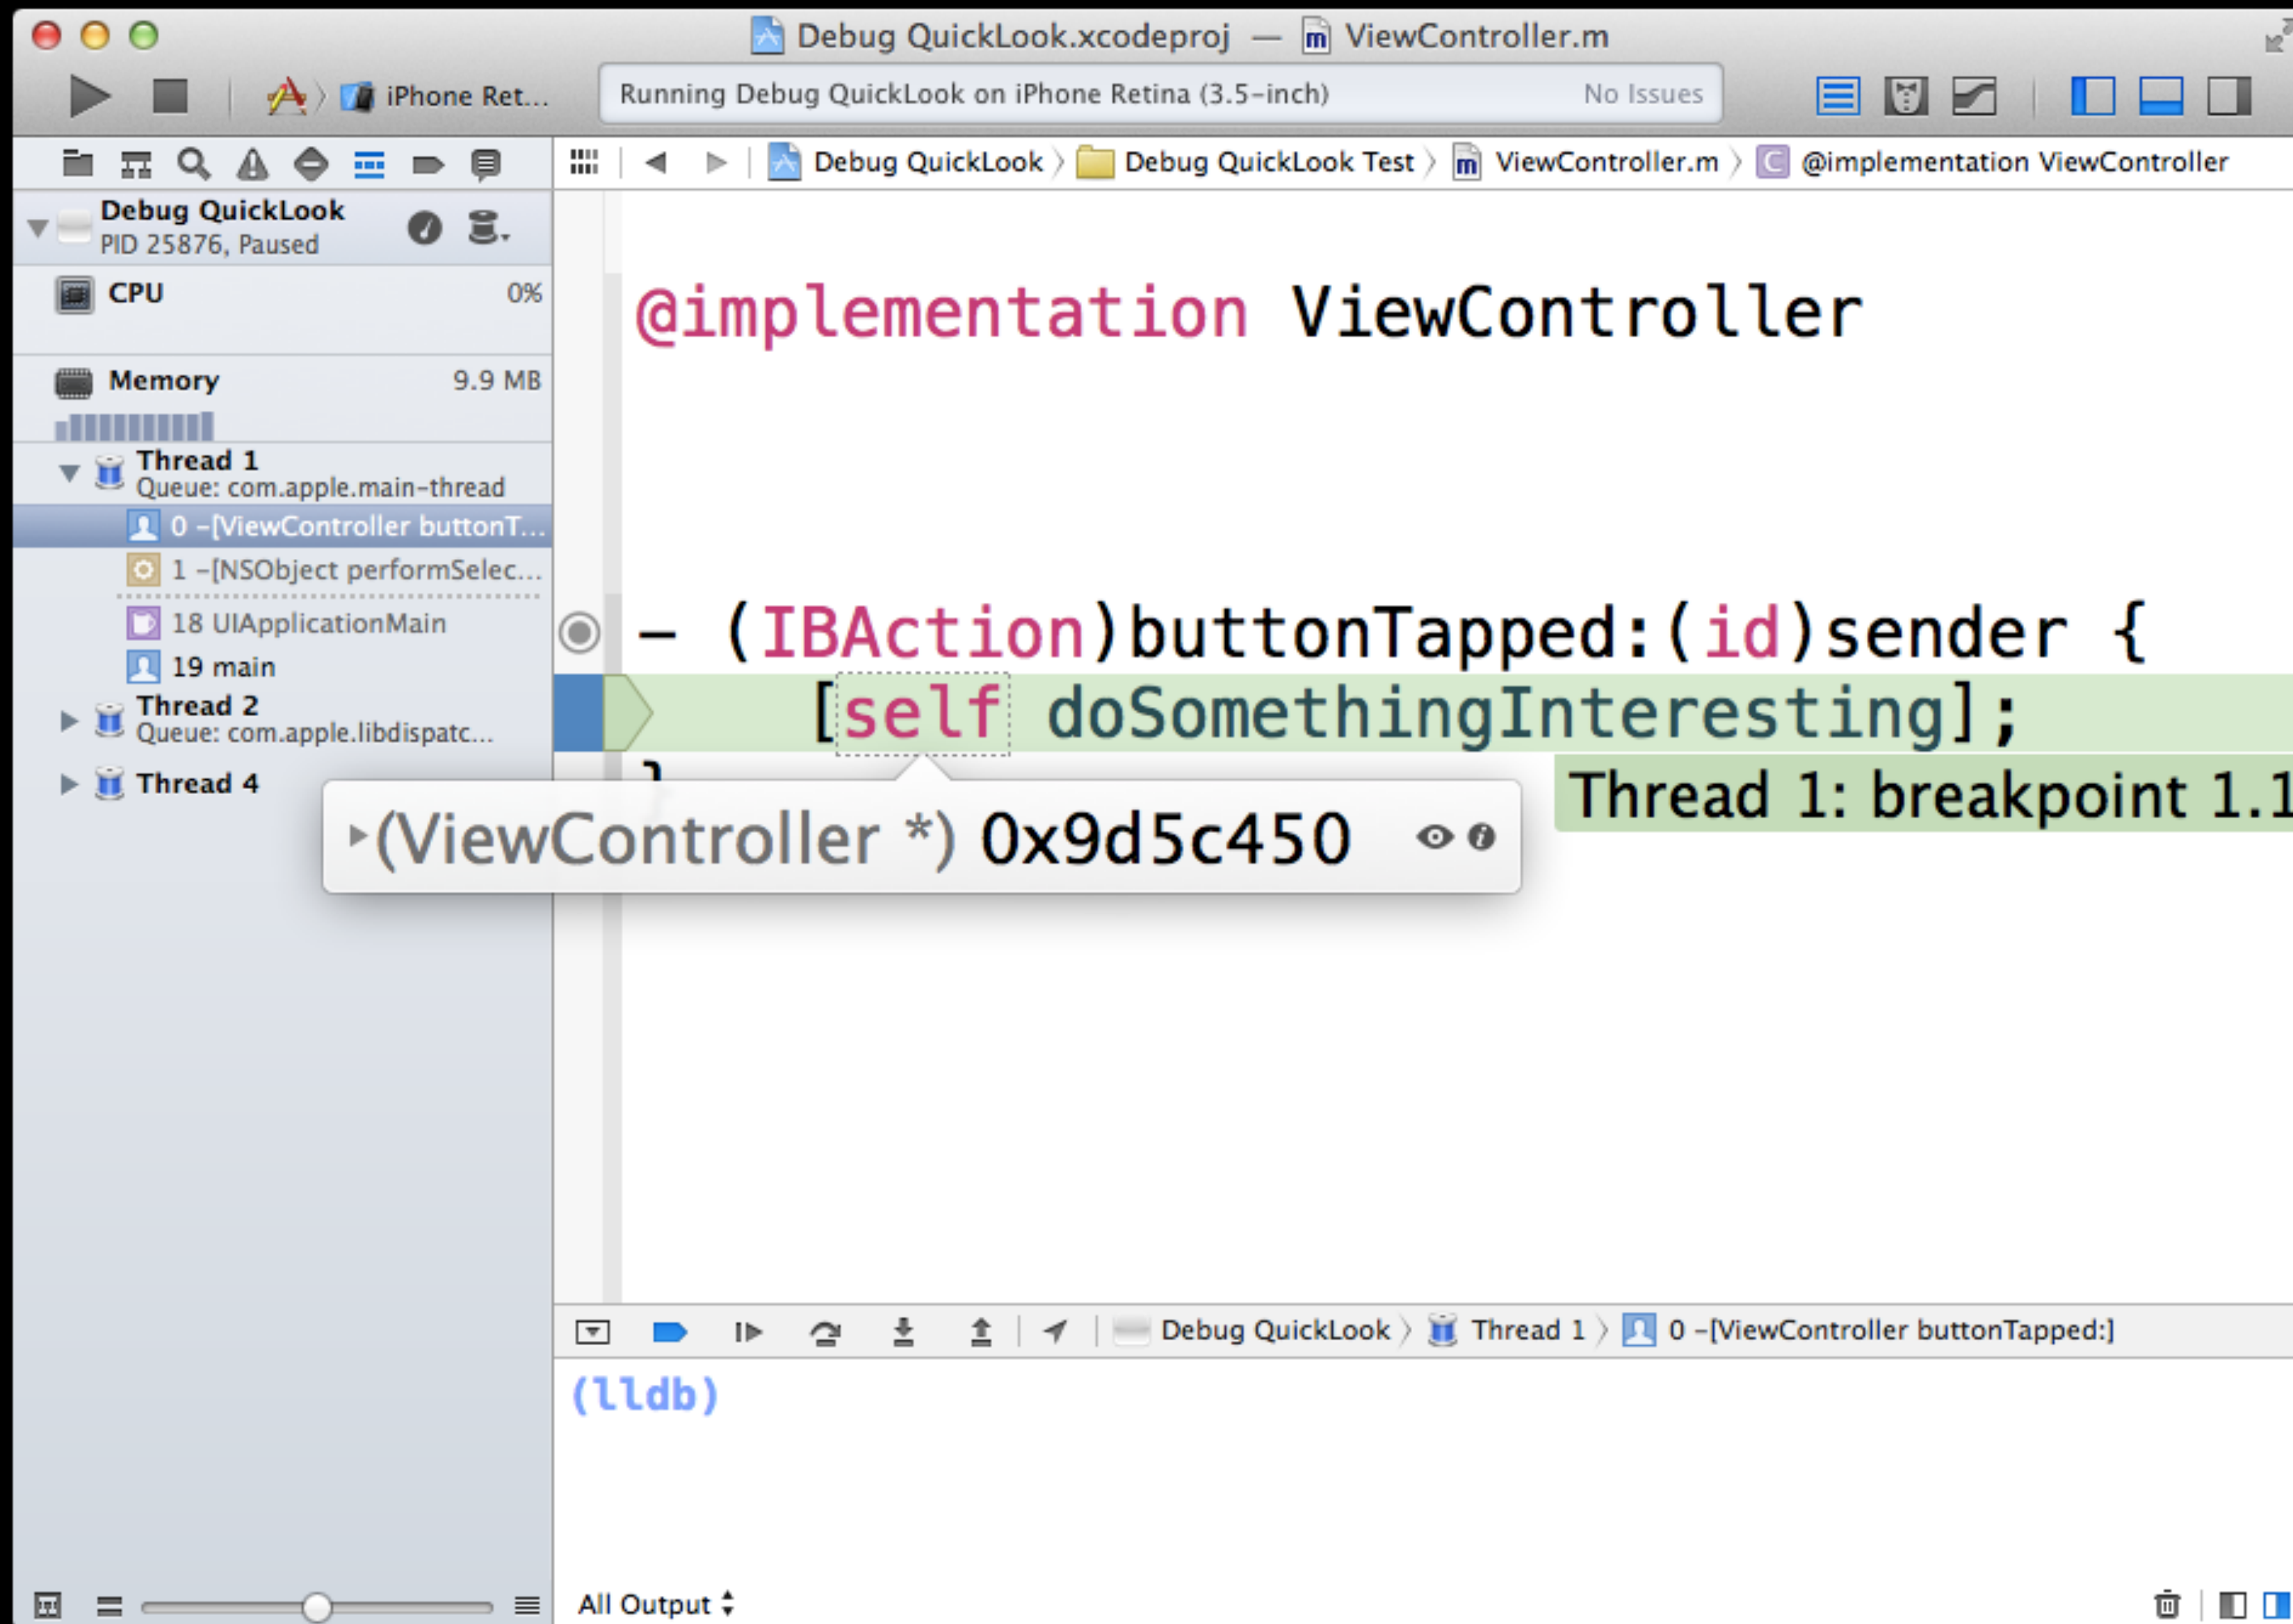 Debug QuickLook.xcodeproj — ViewController.m
iPhone Ret...
Running Debug QuickLook on iPhone Retina (3.5-inch) No Issues
Debug QuickLook Debug QuickLook Test ViewController.m @implementation ViewController
Debug QuickLook
PID 25876, Paused
CPU 0%
Memory 9.9 MB
Thread 1
Queue: com.apple.main-thread
0 -[ViewController buttonT...
1 -[NSObject performSelec...
18 UIApplicationMain
19 main
Thread 2
Queue: com.apple.libdispatc...
Thread 4
@implementation ViewController
- (IBAction)buttonTapped:(id)sender {
[self doSomethingInteresting];
}
Thread 1: breakpoint 1.1
(ViewController *) 0x9d5c450
Debug QuickLook Thread 1 0 -[ViewController buttonTapped:]
(lldb)
All Output